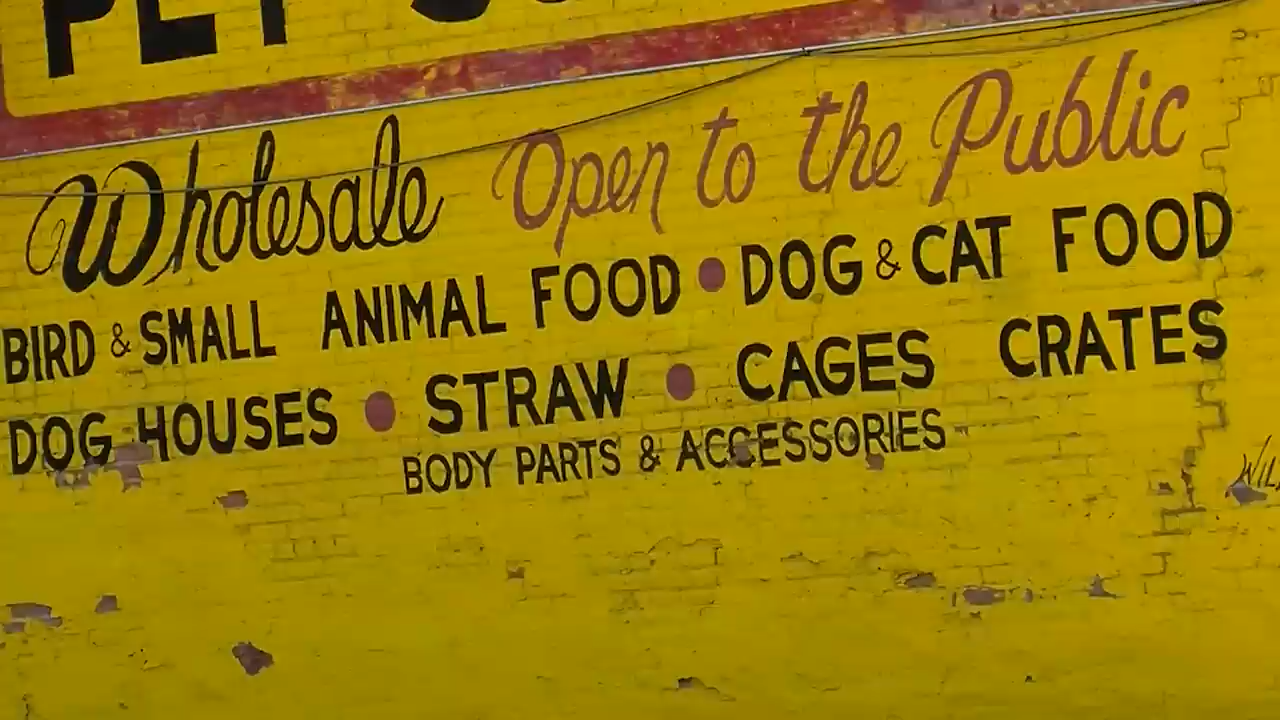 PET
Wholesale Open to the Public
BIRD & SMALL ANIMAL FOOD • DOG & CAT FOOD
DOG HOUSES • STRAW • CAGES CRATES
BODY PARTS & ACCESSORIES